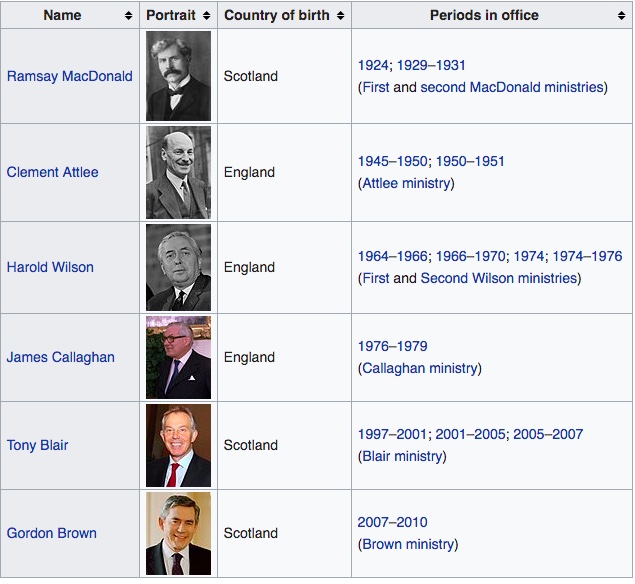 Name Portrait Country of birth Periods in office
Ramsay MacDonald Scotland 1924; 1929–1931
(First and second MacDonald ministries)
Clement Attlee England 1945–1950; 1950–1951
(Attlee ministry)
Harold Wilson England 1964–1966; 1966–1970; 1974; 1974–1976
(First and Second Wilson ministries)
James Callaghan England 1976–1979
(Callaghan ministry)
Tony Blair Scotland 1997–2001; 2001–2005; 2005–2007
(Blair ministry)
Gordon Brown Scotland 2007–2010
(Brown ministry)